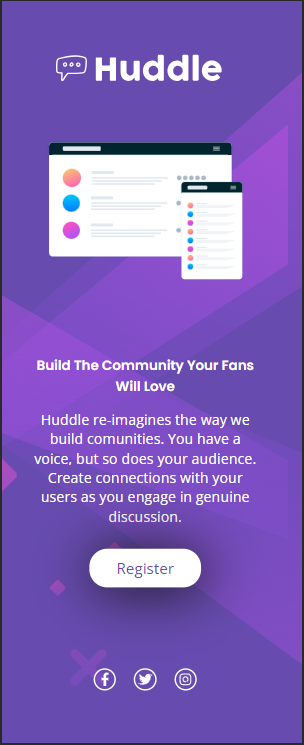 Huddle
Build The Community Your Fans
Will Love
Huddle re-imagines the way we
build comunities. You have a
voice, but so does your audience.
Create connections with your
users as you engage in genuine
discussion.
Register